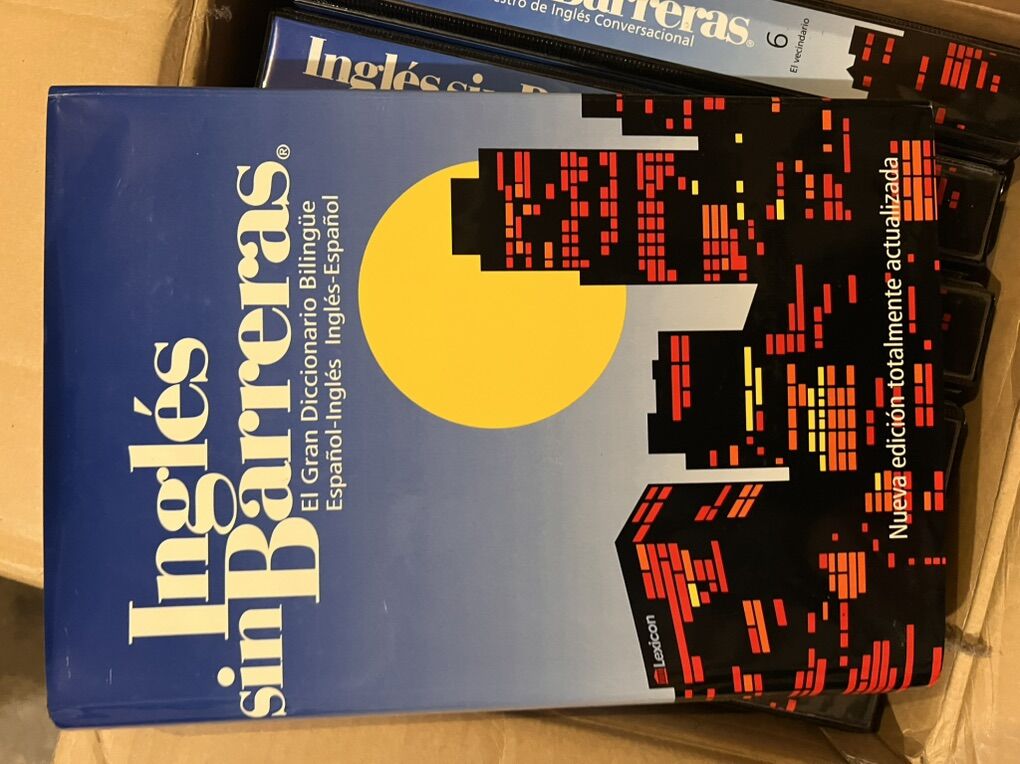 Inglés
sin Barreras®
El Gran Diccionario Bilingüe
Español-Inglés Inglés-Español
Lexicon
Nueva edición totalmente actualizada
Inglés sin
Barreras®
de Inglés Conversacional
6
El vecindario